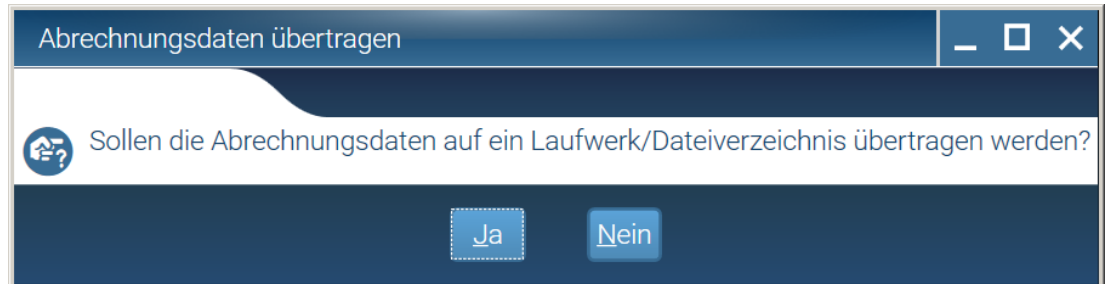 Abrechnungsdaten übertragen
Sollen die Abrechnungsdaten auf ein Laufwerk/Dateiverzeichnis übertragen werden?
Ja
Nein